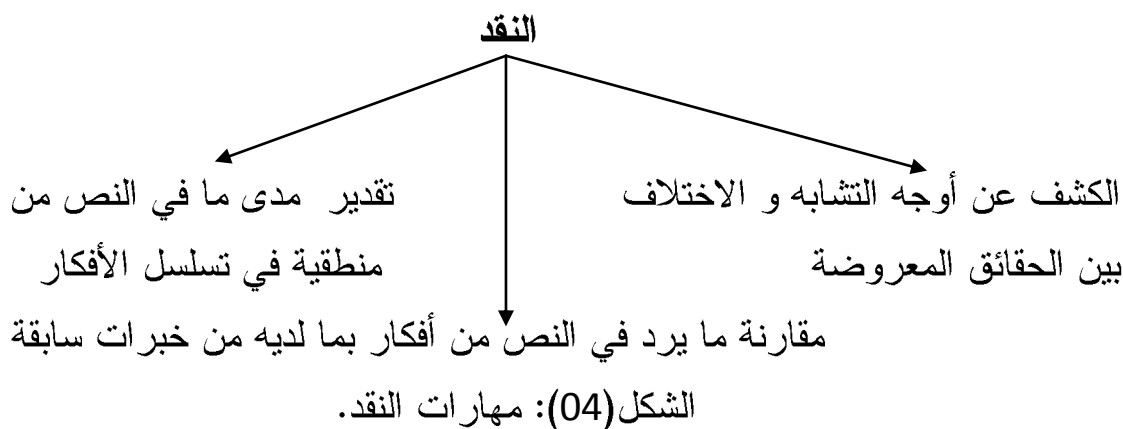 النقد
الكشف عن أوجه التشابه و الاختلاف
بين الحقائق المعروضة
تقدير مدى ما في النص من
منطقية في تسلسل الأفكار
مقارنة ما يرد في النص من أفكار بما لديه من خبرات سابقة
الشكل(04): مهارات النقد.